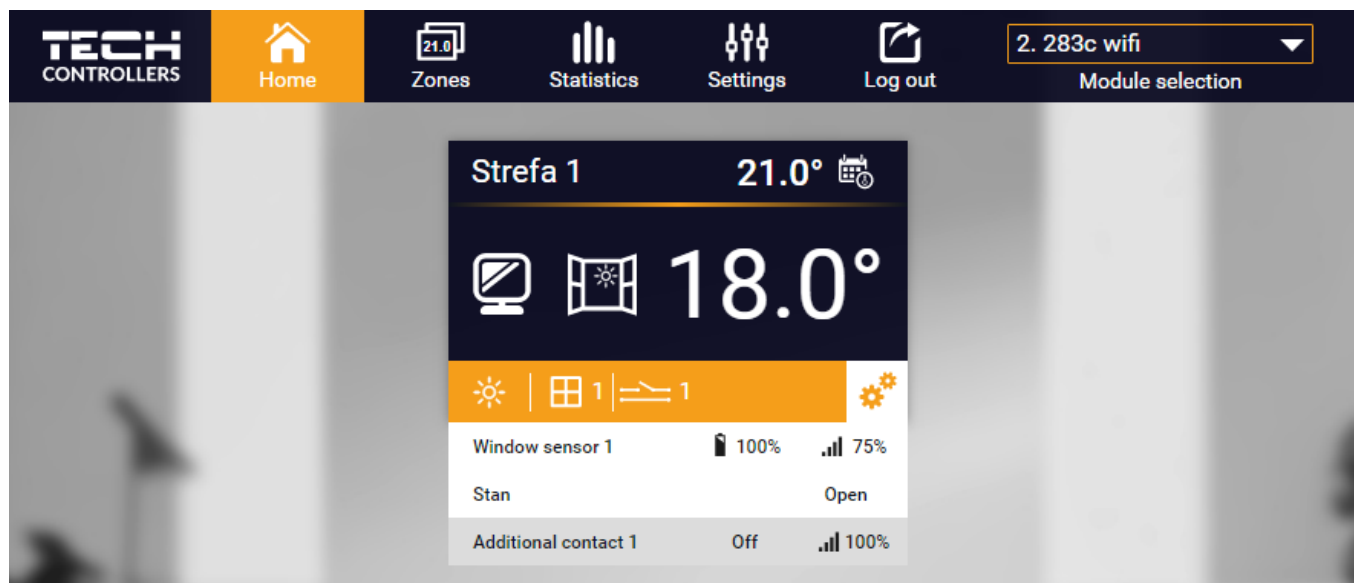 TECH
CONTROLLERS
Home
21.0
Zones
Statistics
Settings
Log out
2. 283c wifi
Module selection
Strefa 1 21.0°
18.0°
1 1
Window sensor 1 100% 75%
Stan Open
Additional contact 1 Off 100%